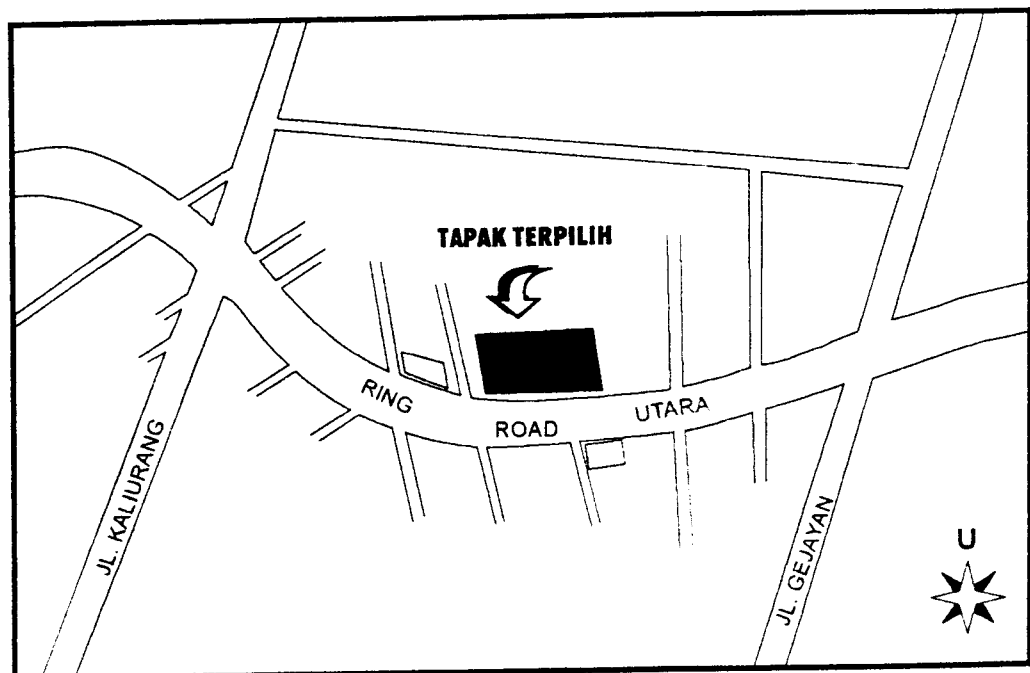 TAPAK TERPILIH
RING ROAD UTARA
JL. KALIURANG
JL. GEJAYAN
U